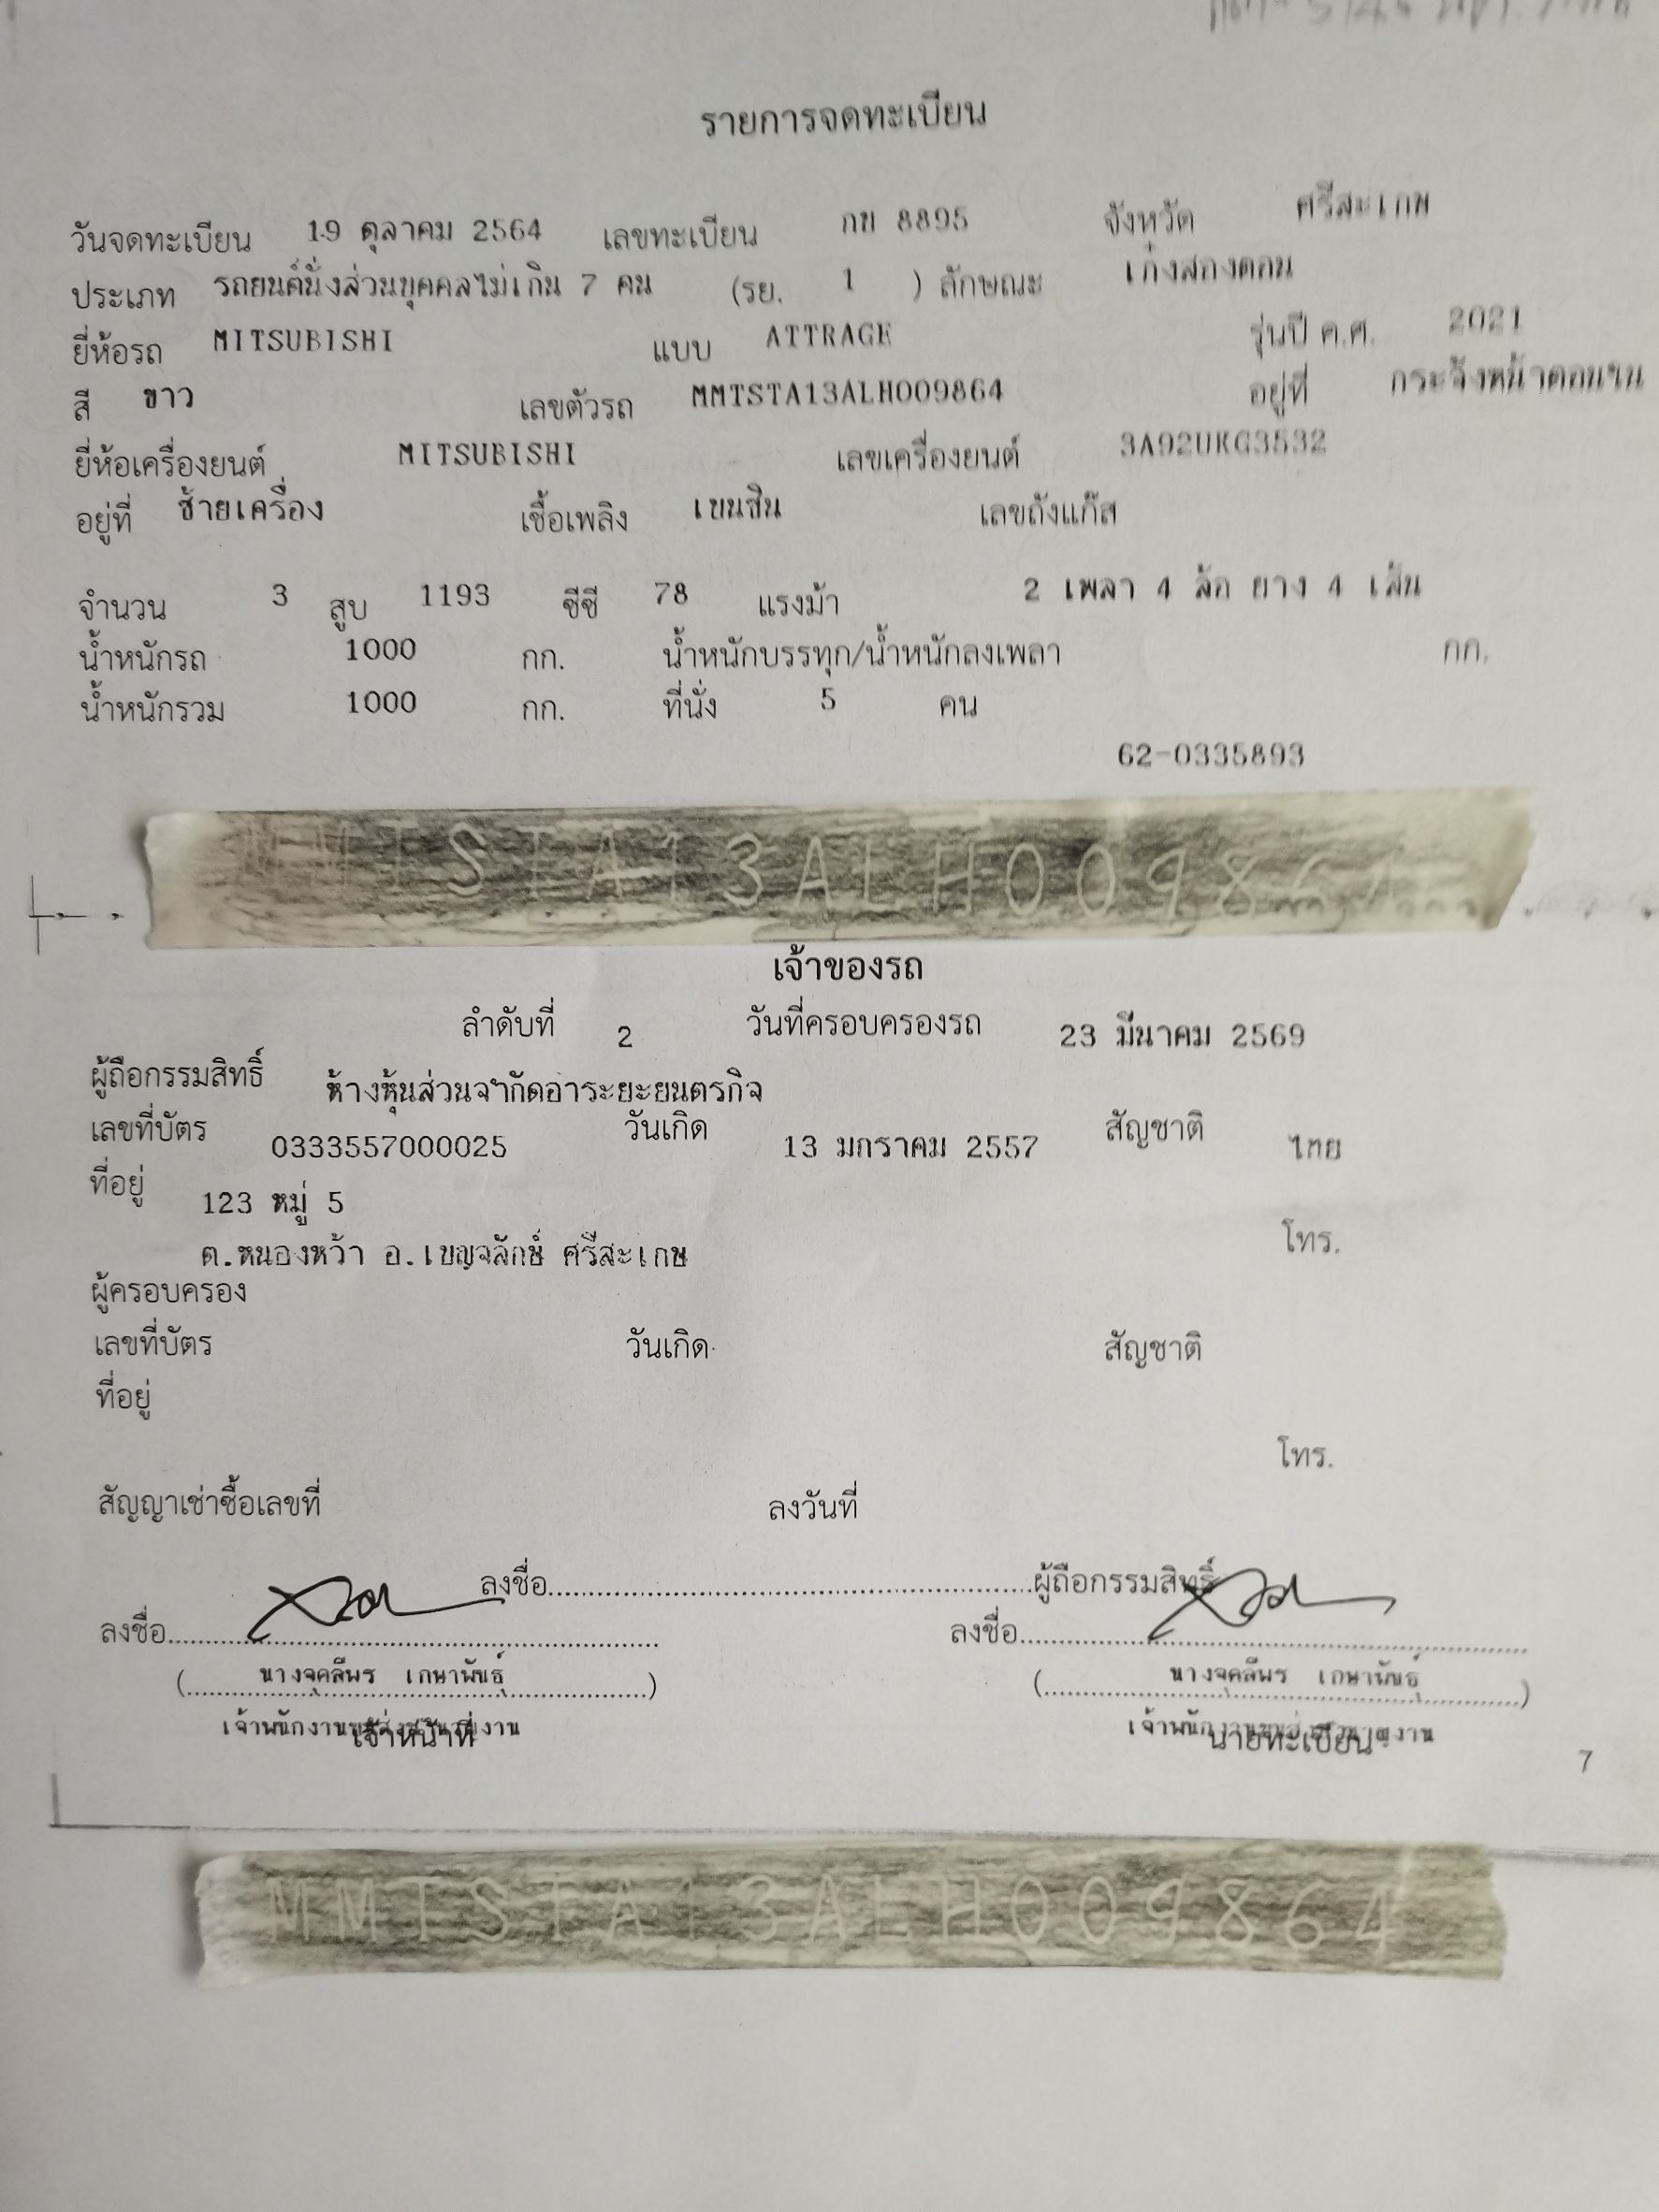 รายการจดทะเบียน
วันจดทะเบียน 19 ตุลาคม 2564 เลขทะเบียน กข 8895 จังหวัด ศรีสะเกษ
ประเภท รถยนต์นั่งส่วนบุคคลไม่เกิน 7 คน (รย. 1 ) ลักษณะ เก๋งสองตอน
ยี่ห้อรถ MITSUBISHI แบบ ATTRAGE รุ่นปี ค.ศ. 2021
สี ขาว เลขตัวรถ MMTSTA13ALH009864 อยู่ที่ กระจังหน้าตอนบน
ยี่ห้อเครื่องยนต์ MITSUBISHI เลขเครื่องยนต์ 3A92UKG3532
อยู่ที่ ซ้ายเครื่อง เชื้อเพลิง เบนซิน เลขถังแก๊ส
จำนวน 3 สูบ 1193 ซีซี 78 แรงม้า 2 เพลา 4 ล้อ ยาง 4 เส้น
น้ำหนักรถ 1000 กก. น้ำหนักบรรทุก/น้ำหนักลงเพลา กก.
น้ำหนักรวม 1000 กก. ที่นั่ง 5 คน
62-0335893
MMTSTA13ALH009864
เจ้าของรถ
ลำดับที่ 2 วันที่ครอบครองรถ 23 มีนาคม 2569
ผู้ถือกรรมสิทธิ์ ห้างหุ้นส่วนจำกัดอาระยะยนตรกิจ
เลขที่บัตร 0333557000025 วันเกิด 13 มกราคม 2557 สัญชาติ ไทย
ที่อยู่ 123 หมู่ 5
ต.หนองหว้า อ.เบญจลักษ์ ศรีสะเกษ โทร.
ผู้ครอบครอง
เลขที่บัตร วันเกิด สัญชาติ
ที่อยู่
โทร.
สัญญาเช่าซื้อเลขที่ ลงวันที่
ลงชื่อ ผู้ถือกรรมสิทธิ์
ลงชื่อ ลงชื่อ
( นางจุลีพร เกษาพันธุ์ ) ( นางจุลีพร เกษาพันธุ์ )
เจ้าหน้าที่ นายทะเบียน
7
MMTSTA13ALH009864